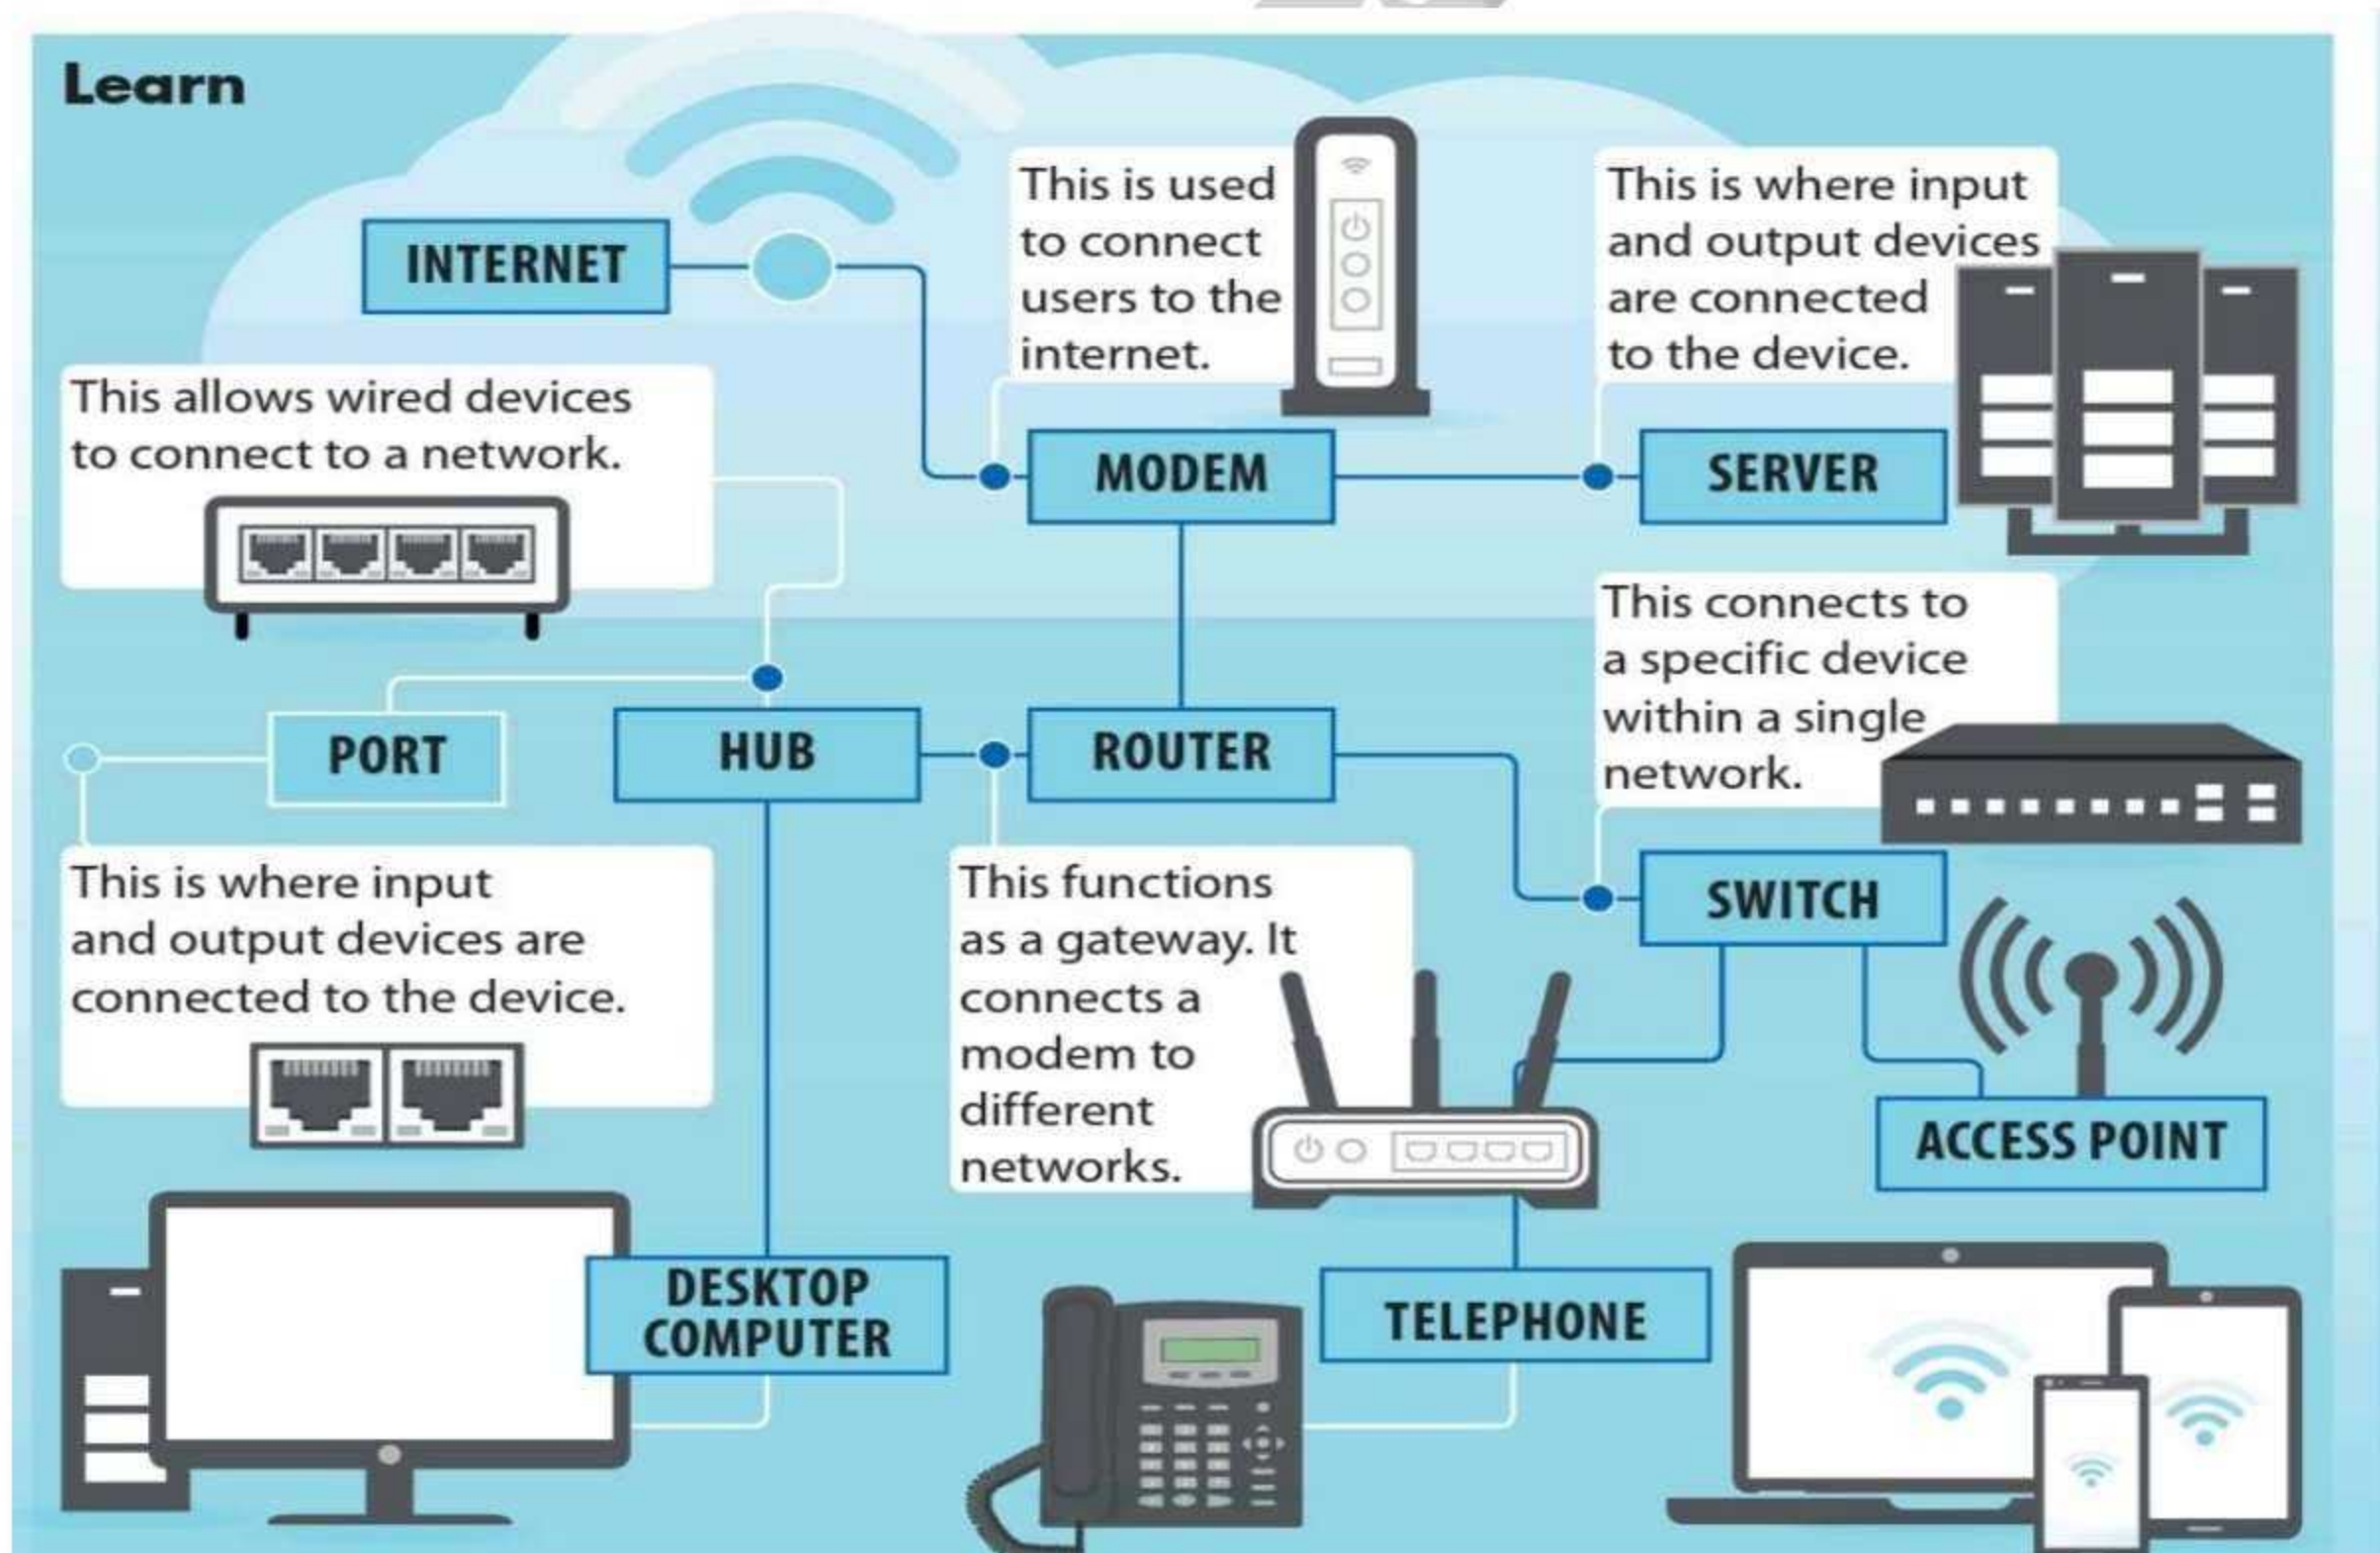 Learn
INTERNET
This is used
to connect
users to the
internet.
This is where input
and output devices
are connected
to the device.
This allows wired devices
to connect to a network.
MODEM
SERVER
This connects to
a specific device
within a single
network.
PORT
HUB
ROUTER
This is where input
and output devices are
connected to the device.
This functions
as a gateway. It
connects a
modem to
different
networks.
SWITCH
ACCESS POINT
DESKTOP
COMPUTER
TELEPHONE